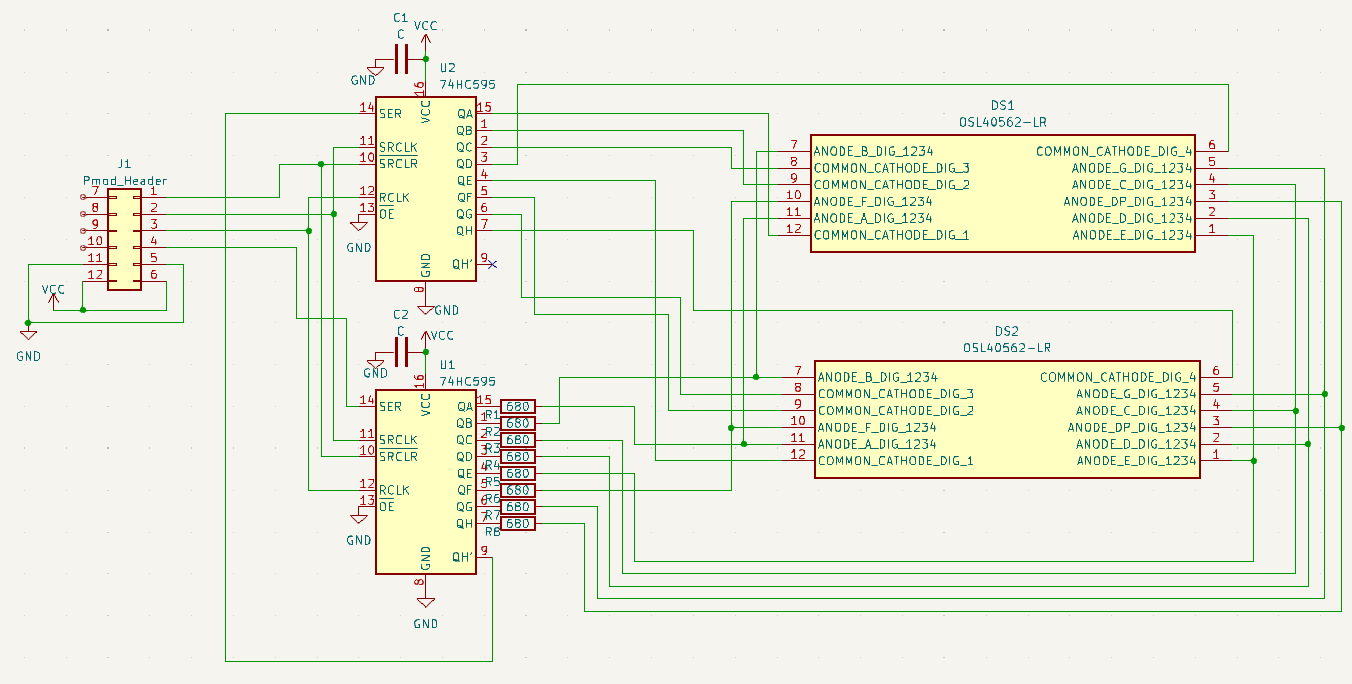 C1
C
VCC
GND
U2
74HC595
16
VCC
14 SER QA 15
QB 1
11 SRCLK QC 2
10 SRCLR QD 3
QE 4
12 RCLK QF 5
13 OE QG 6
QH 7
GND
QH' 9
GND
8
GND
J1
Pmod_Header
7 1
8 2
9 3
10 4
11 5
12 6
VCC
GND
DS1
OSL40562-LR
7 ANODE_B_DIG_1234 COMMON_CATHODE_DIG_4 6
8 COMMON_CATHODE_DIG_3 ANODE_G_DIG_1234 5
9 COMMON_CATHODE_DIG_2 ANODE_C_DIG_1234 4
10 ANODE_F_DIG_1234 ANODE_DP_DIG_1234 3
11 ANODE_A_DIG_1234 ANODE_D_DIG_1234 2
12 COMMON_CATHODE_DIG_1 ANODE_E_DIG_1234 1
C2
C
VCC
GND
U1
74HC595
16
VCC
14 SER QA 15 680
R1
QB 1 680
R2
11 SRCLK QC 2 680
R3
10 SRCLR QD 3 680
R4
QE 4 680
R5
12 RCLK QF 5 680
R6
13 OE QG 6 680
R7
QH 7 680
R8
GND
QH' 9
GND
8
GND
DS2
OSL40562-LR
7 ANODE_B_DIG_1234 COMMON_CATHODE_DIG_4 6
8 COMMON_CATHODE_DIG_3 ANODE_G_DIG_1234 5
9 COMMON_CATHODE_DIG_2 ANODE_C_DIG_1234 4
10 ANODE_F_DIG_1234 ANODE_DP_DIG_1234 3
11 ANODE_A_DIG_1234 ANODE_D_DIG_1234 2
12 COMMON_CATHODE_DIG_1 ANODE_E_DIG_1234 1